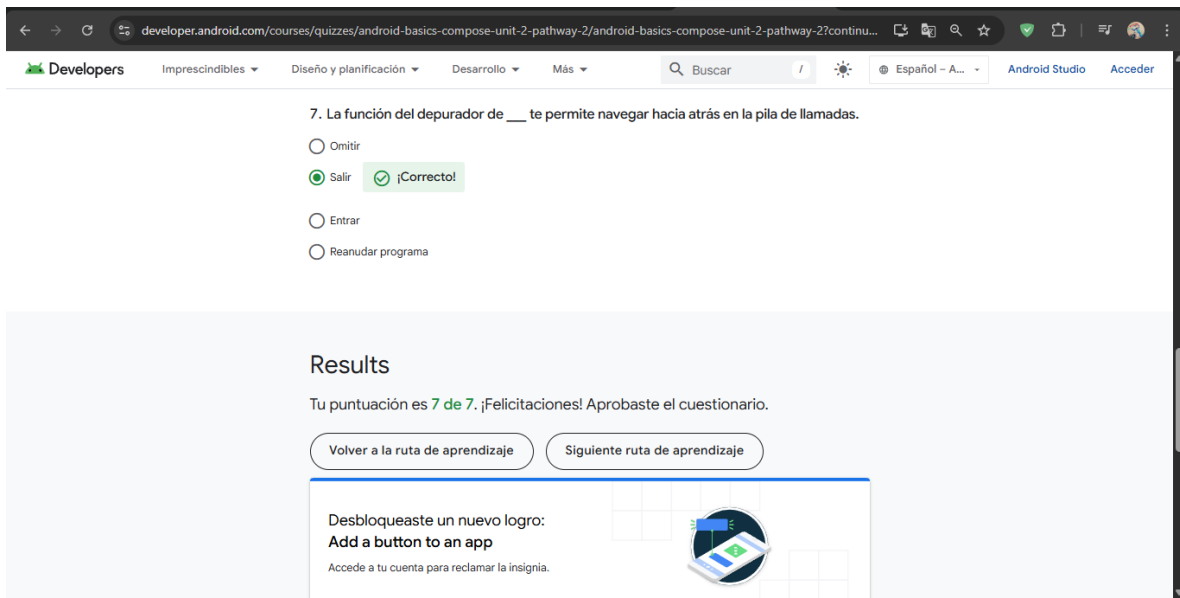 developer.android.com/courses/quizzes/android-basics-compose-unit-2-pathway-2/android-basics-compose-unit-2-pathway-2?continu...
Developers Imprescindibles Diseño y planificación Desarrollo Más Buscar / Español – A... Android Studio Acceder
7. La función del depurador de ___ te permite navegar hacia atrás en la pila de llamadas.
Omitir
Salir ¡Correcto!
Entrar
Reanudar programa
Results
Tu puntuación es 7 de 7. ¡Felicitaciones! Aprobaste el cuestionario.
Volver a la ruta de aprendizaje Siguiente ruta de aprendizaje
Desbloqueaste un nuevo logro:
Add a button to an app
Accede a tu cuenta para reclamar la insignia.